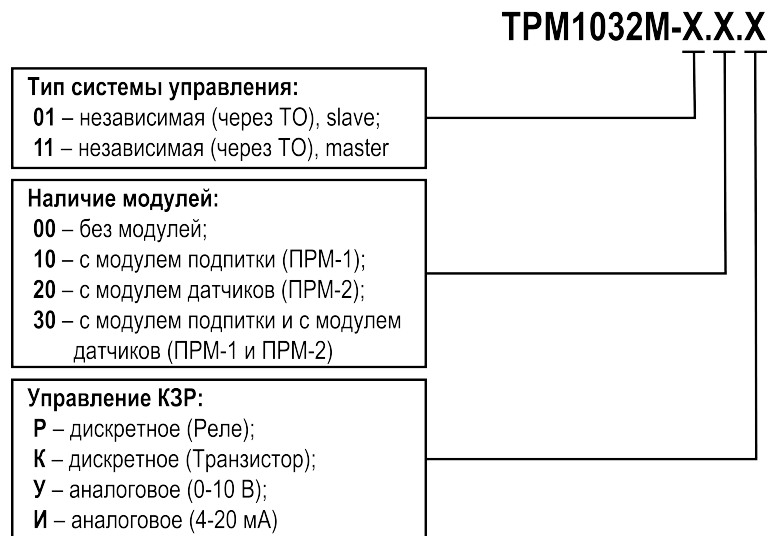 ТРМ1032М-Х.Х.Х
Тип системы управления:
01 – независимая (через ТО), slave;
11 – независимая (через ТО), master
Наличие модулей:
00 – без модулей;
10 – с модулем подпитки (ПРМ-1);
20 – с модулем датчиков (ПРМ-2);
30 – с модулем подпитки и с модулем
датчиков (ПРМ-1 и ПРМ-2)
Управление КЗР:
Р – дискретное (Реле);
К – дискретное (Транзистор);
У – аналоговое (0-10 В);
И – аналоговое (4-20 мА)